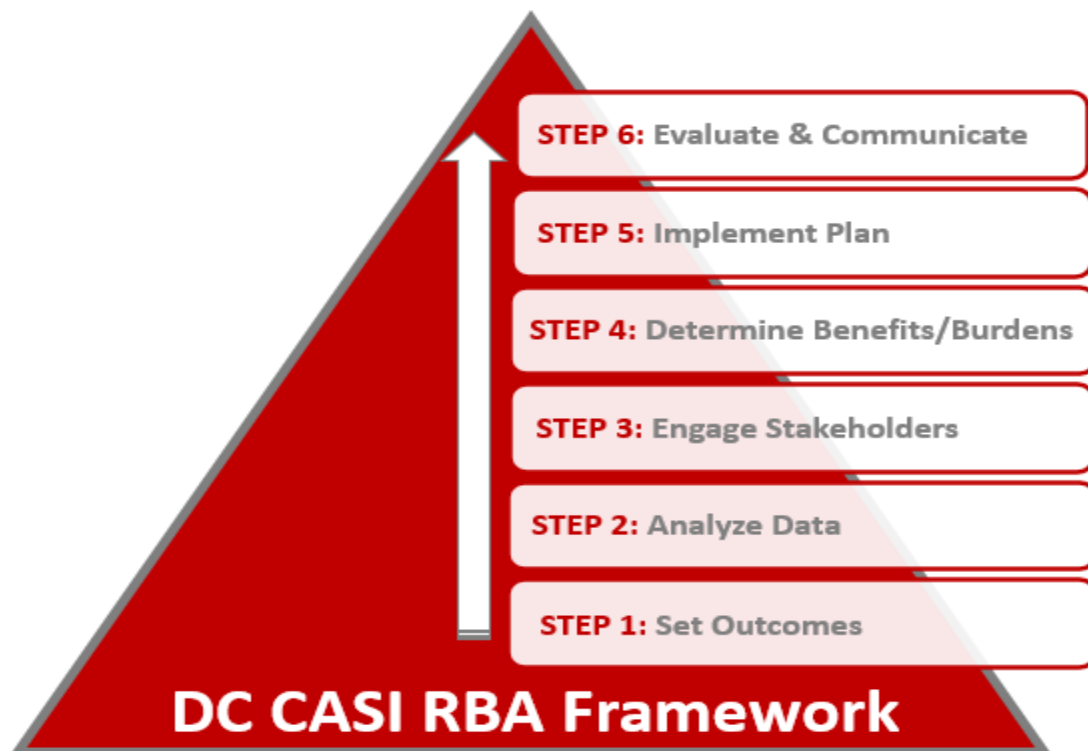 STEP 6: Evaluate & Communicate
STEP 5: Implement Plan
STEP 4: Determine Benefits/Burdens
STEP 3: Engage Stakeholders
STEP 2: Analyze Data
STEP 1: Set Outcomes
DC CASI RBA Framework